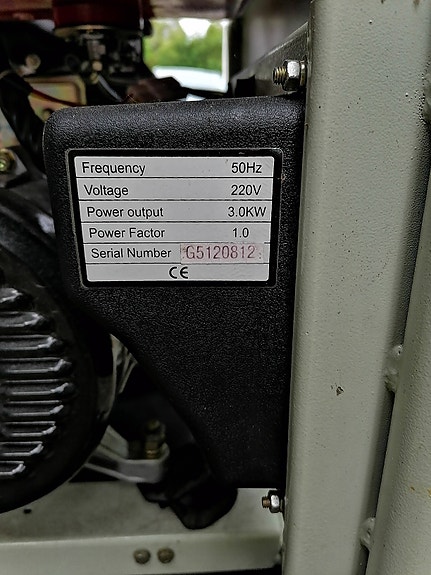 Frequency 50Hz
Voltage 220V
Power output 3.0KW
Power Factor 1.0
Serial Number *G5120812*
CE